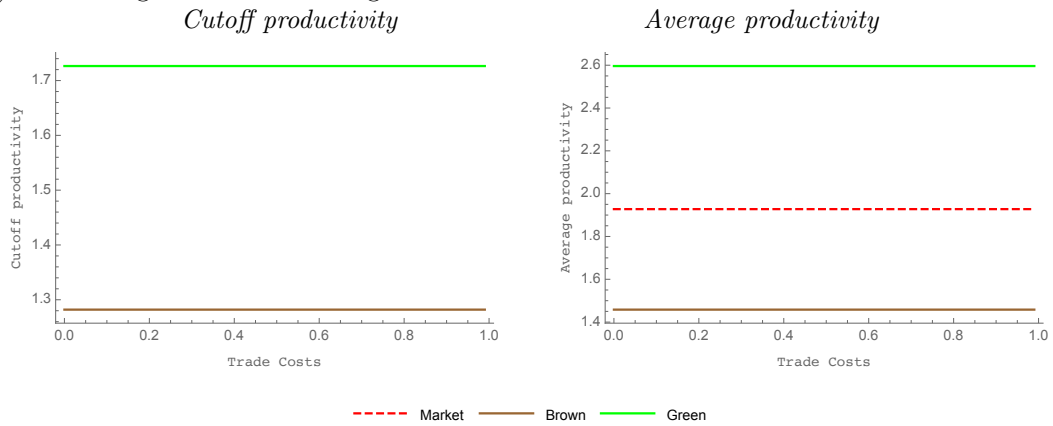 Cutoff productivity
Average productivity
Cutoff productivity
1.7
1.6
1.5
1.4
1.3
0.0 0.2 0.4 0.6 0.8 1.0
Trade Costs
Average productivity
2.6
2.4
2.2
2.0
1.8
1.6
1.4
0.0 0.2 0.4 0.6 0.8 1.0
Trade Costs
Market Brown Green